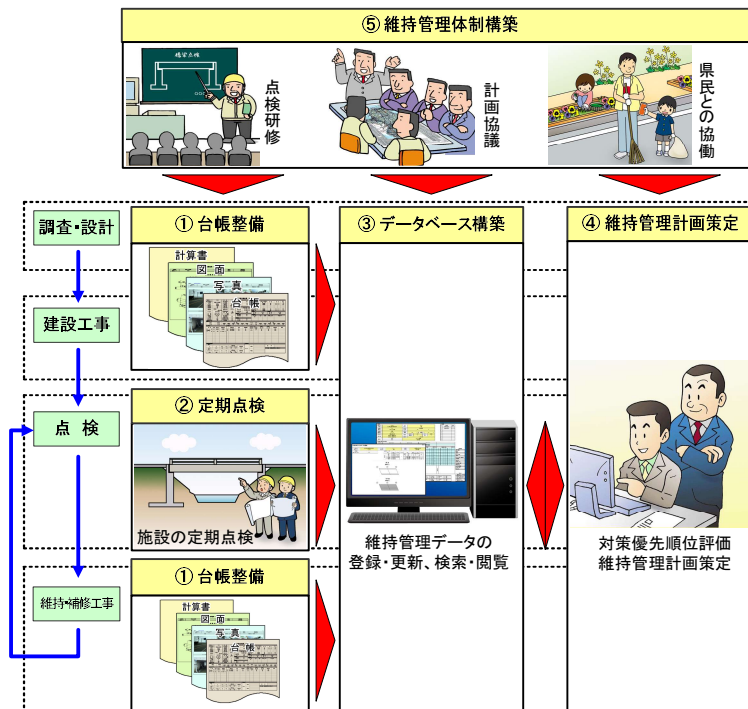 ⑤ 維持管理体制構築
橋梁点検
点検研修
計画協議
県民との協働
調査・設計
建設工事
点 検
維持・補修工事
① 台帳整備
計算書
図 面
写 真
台 帳
② 定期点検
施設の定期点検
① 台帳整備
計算書
図 面
写 真
台 帳
③ データベース構築
維持管理データの
登録・更新、検索・閲覧
④ 維持管理計画策定
対策優先順位評価
維持管理計画策定